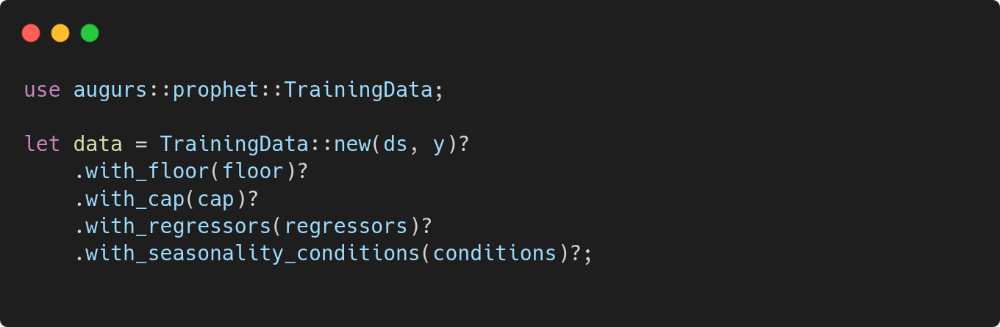 use augurs::prophet::TrainingData;
let data = TrainingData::new(ds, y)?
    .with_floor(floor)?
    .with_cap(cap)?
    .with_regressors(regressors)?
    .with_seasonality_conditions(conditions)?;